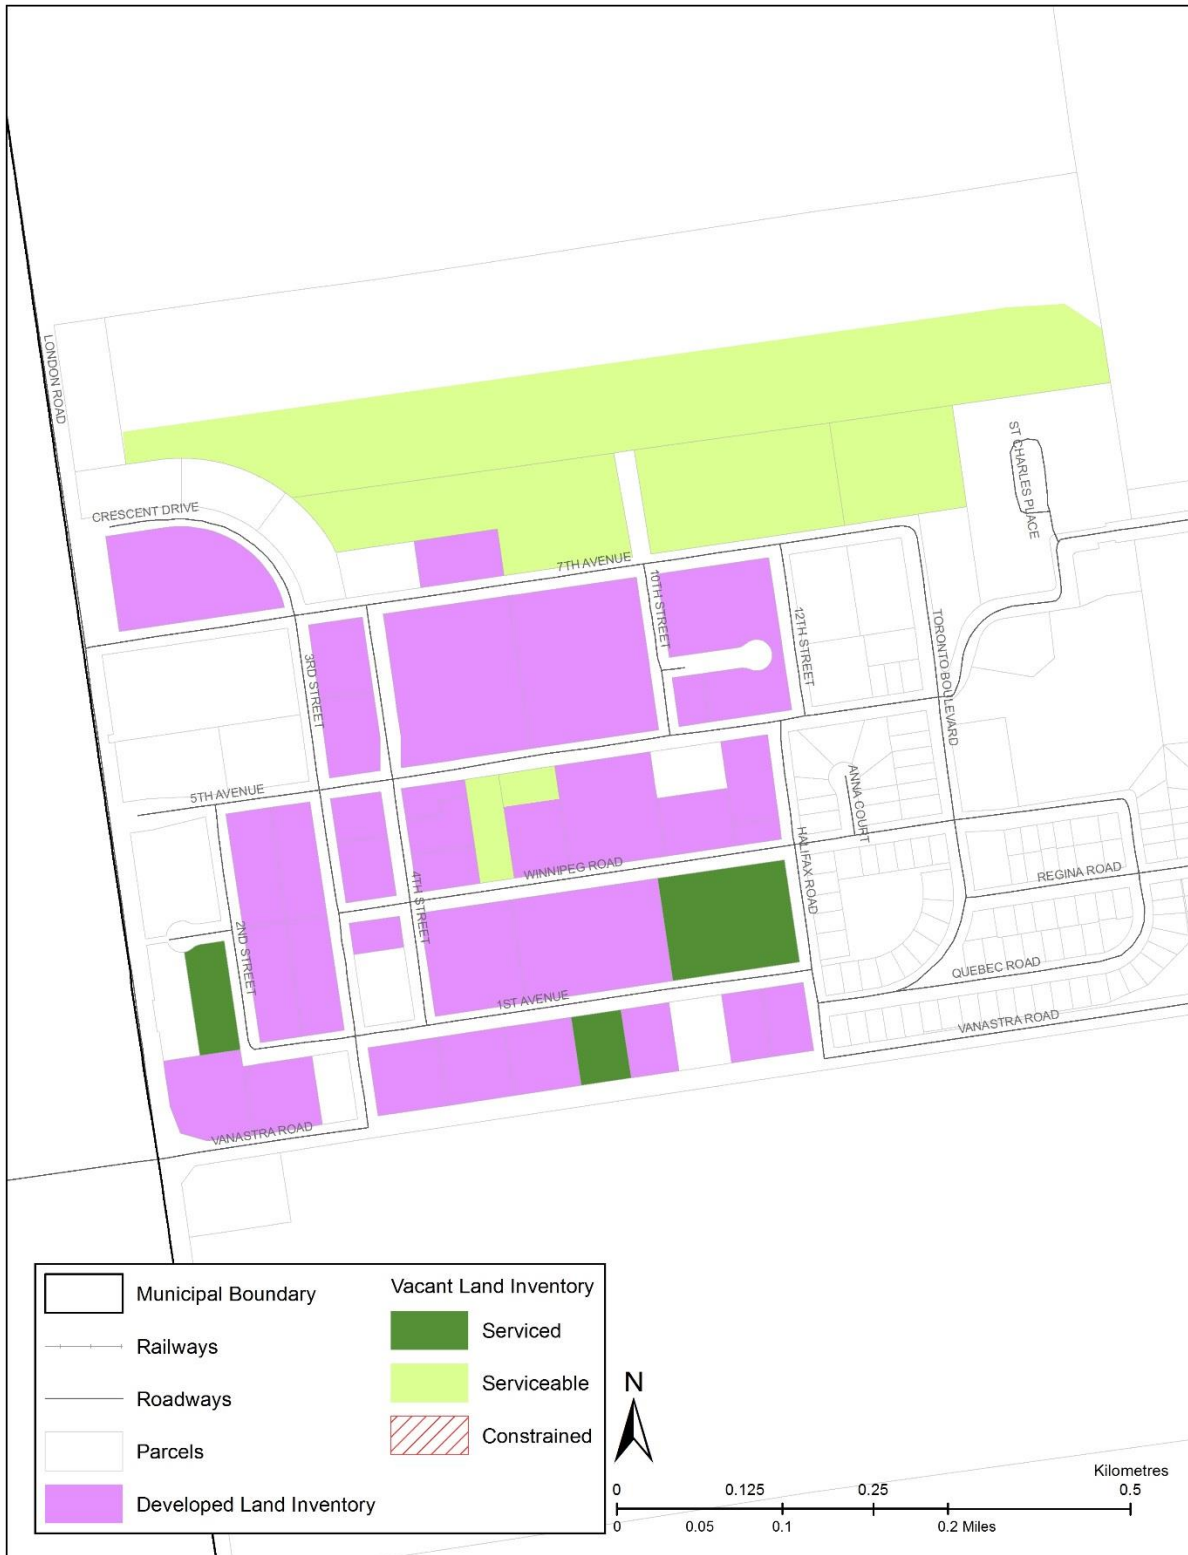 LONDON ROAD
CRESCENT DRIVE
ST CHARLES PLACE
7TH AVENUE
10TH STREET
12TH STREET
TORONTO BOULEVARD
3RD STREET
5TH AVENUE
ANNA COURT
HALIFAX ROAD
WINNIPEG ROAD
4TH STREET
REGINA ROAD
2ND STREET
QUEBEC ROAD
1ST AVENUE
VANASTRA ROAD
VANASTRA ROAD
Municipal Boundary
Railways
Roadways
Parcels
Developed Land Inventory
Vacant Land Inventory
Serviced
Serviceable
Constrained
N
Kilometres
0 0.125 0.25 0.5
0 0.05 0.1 0.2 Miles